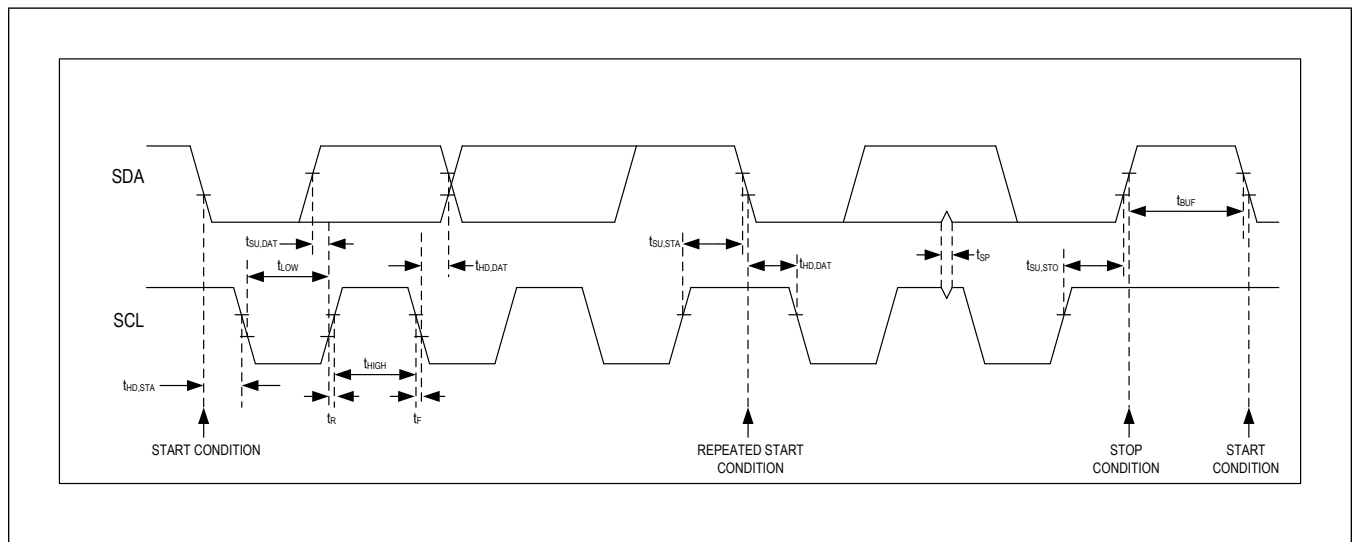 SDA
tSU,DAT
tHD,DAT
tSU,STA
tHD,DAT
tSP
tSU,STO
tBUF
tLOW
SCL
tHIGH
tHD,STA
tR
tF
START CONDITION
REPEATED START
CONDITION
STOP
CONDITION
START
CONDITION